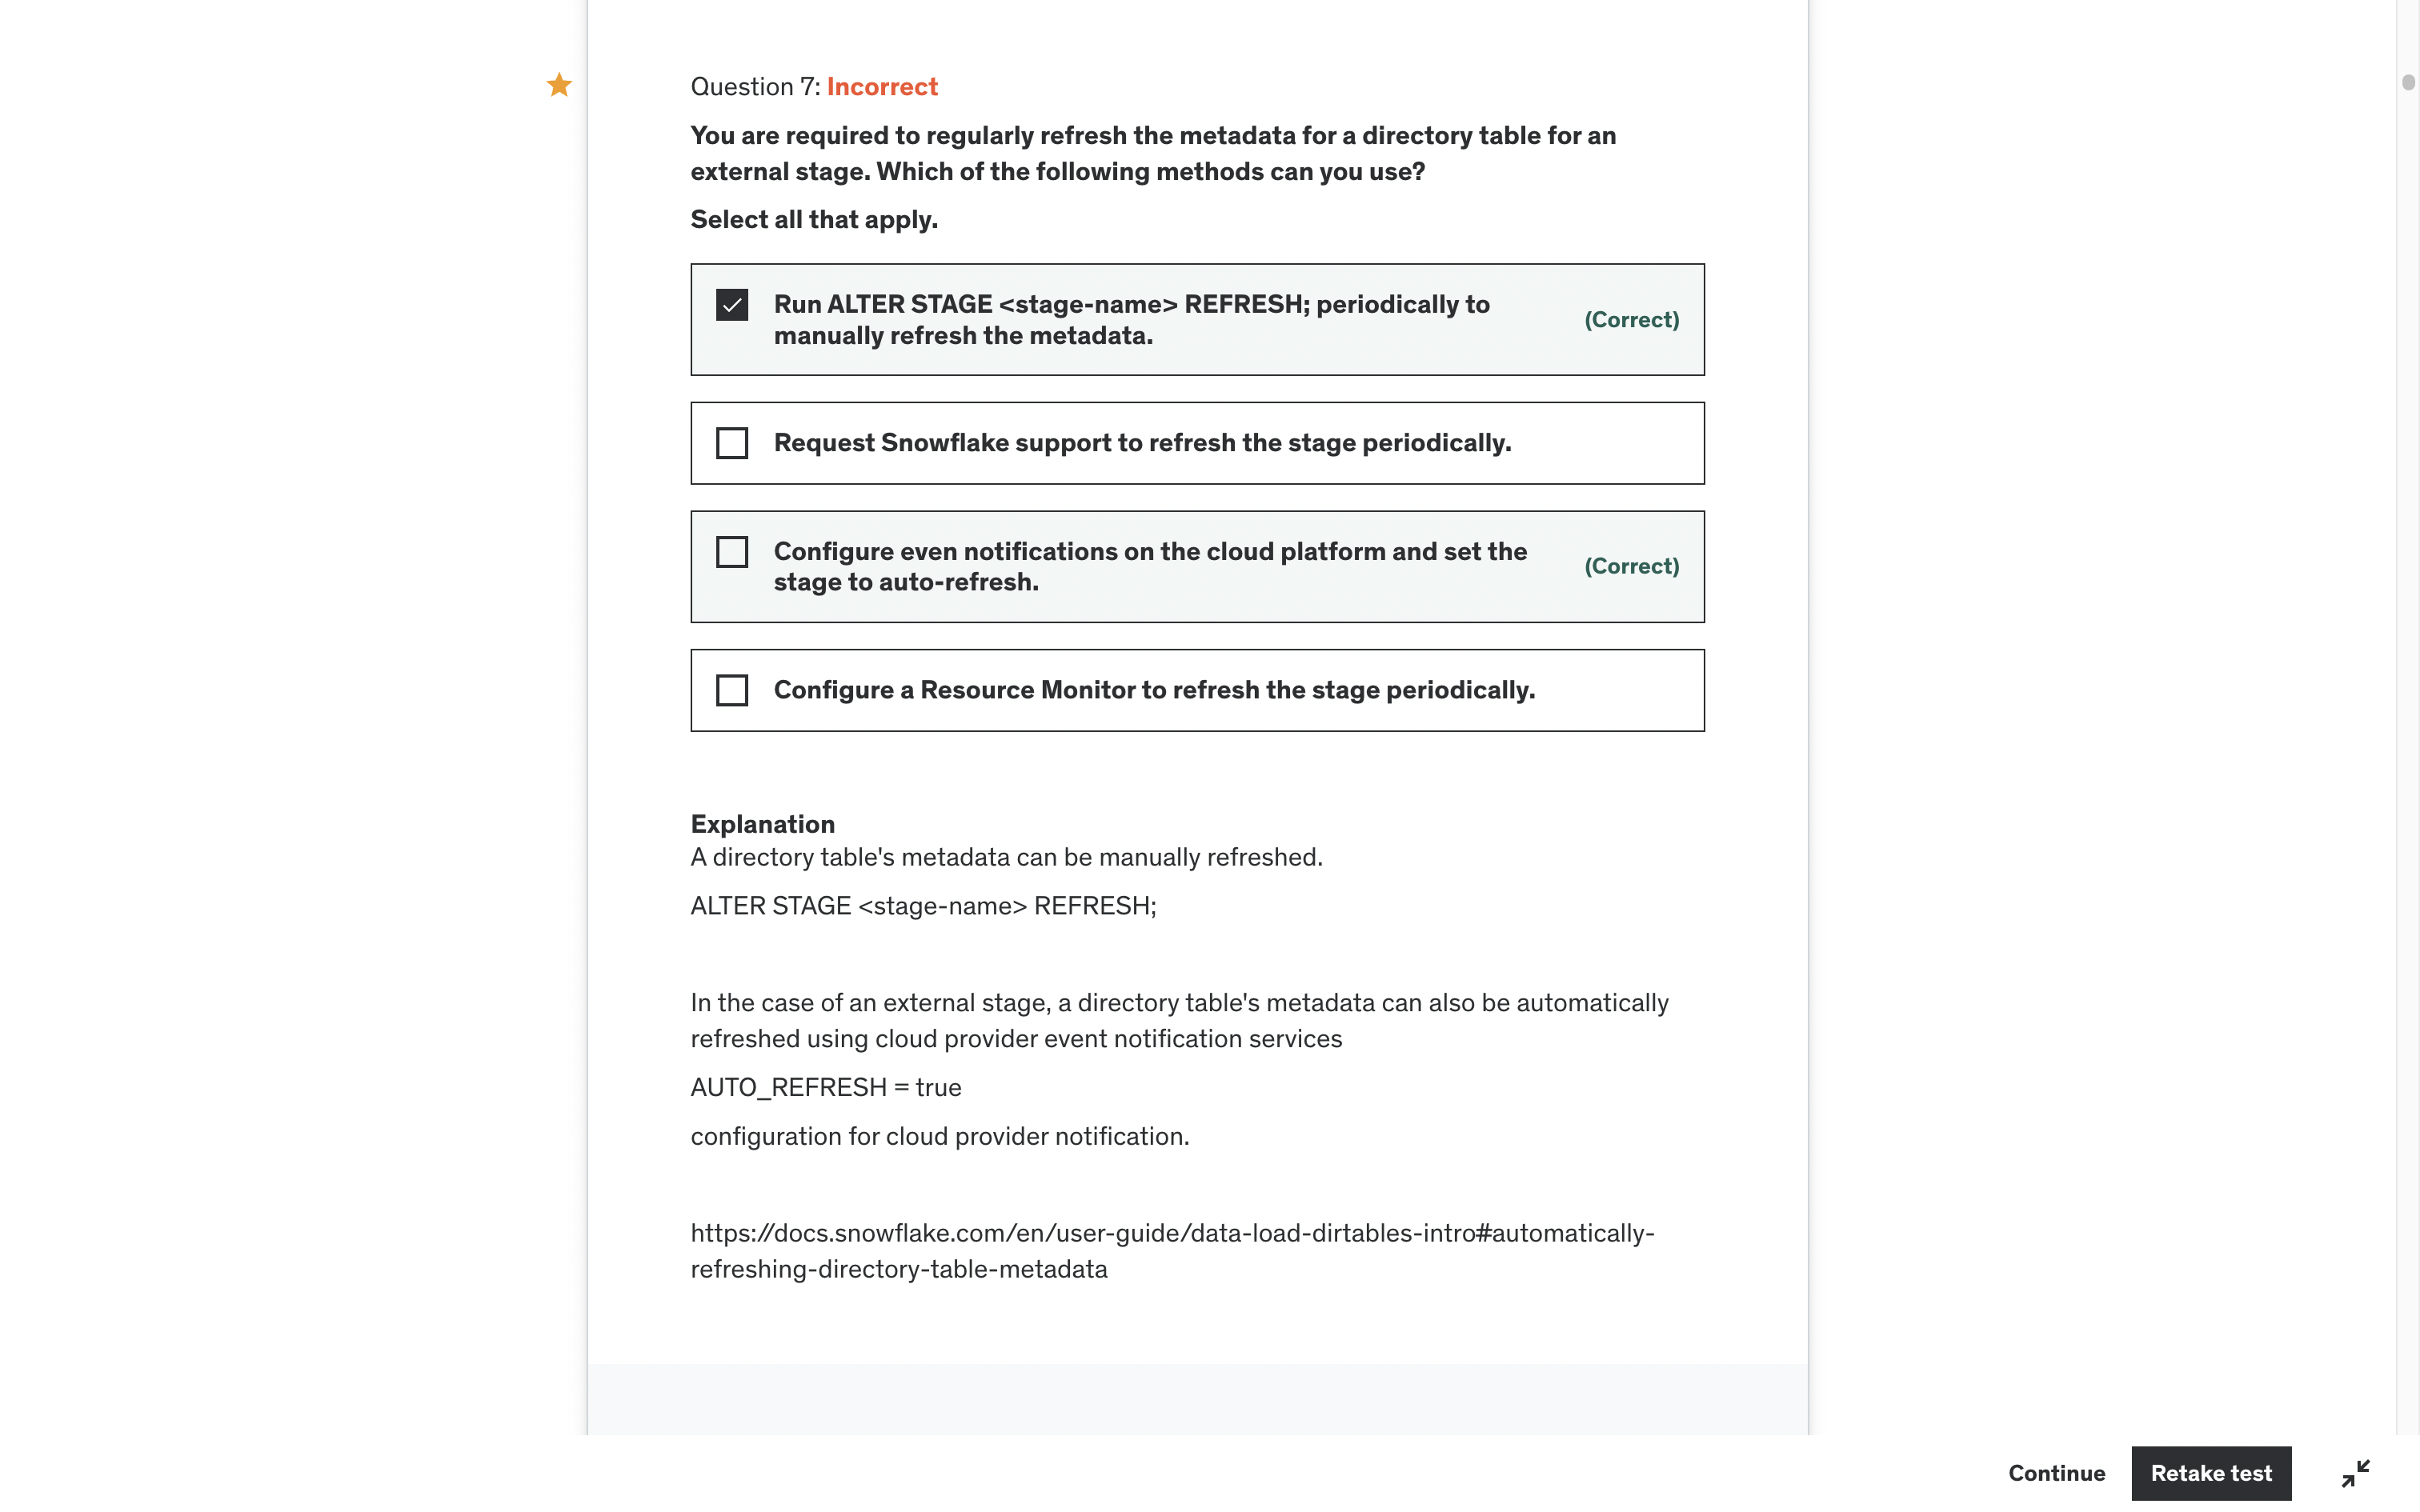 Question 7: Incorrect
You are required to regularly refresh the metadata for a directory table for an
external stage. Which of the following methods can you use?
Select all that apply.
Run ALTER STAGE <stage-name> REFRESH; periodically to
manually refresh the metadata.
(Correct)
Request Snowflake support to refresh the stage periodically.
Configure even notifications on the cloud platform and set the
stage to auto-refresh.
(Correct)
Configure a Resource Monitor to refresh the stage periodically.
Explanation
A directory table's metadata can be manually refreshed.
ALTER STAGE <stage-name> REFRESH;
In the case of an external stage, a directory table's metadata can also be automatically
refreshed using cloud provider event notification services
AUTO_REFRESH = true
configuration for cloud provider notification.
https://docs.snowflake.com/en/user-guide/data-load-dirtables-intro#automatically-
refreshing-directory-table-metadata
Continue
Retake test